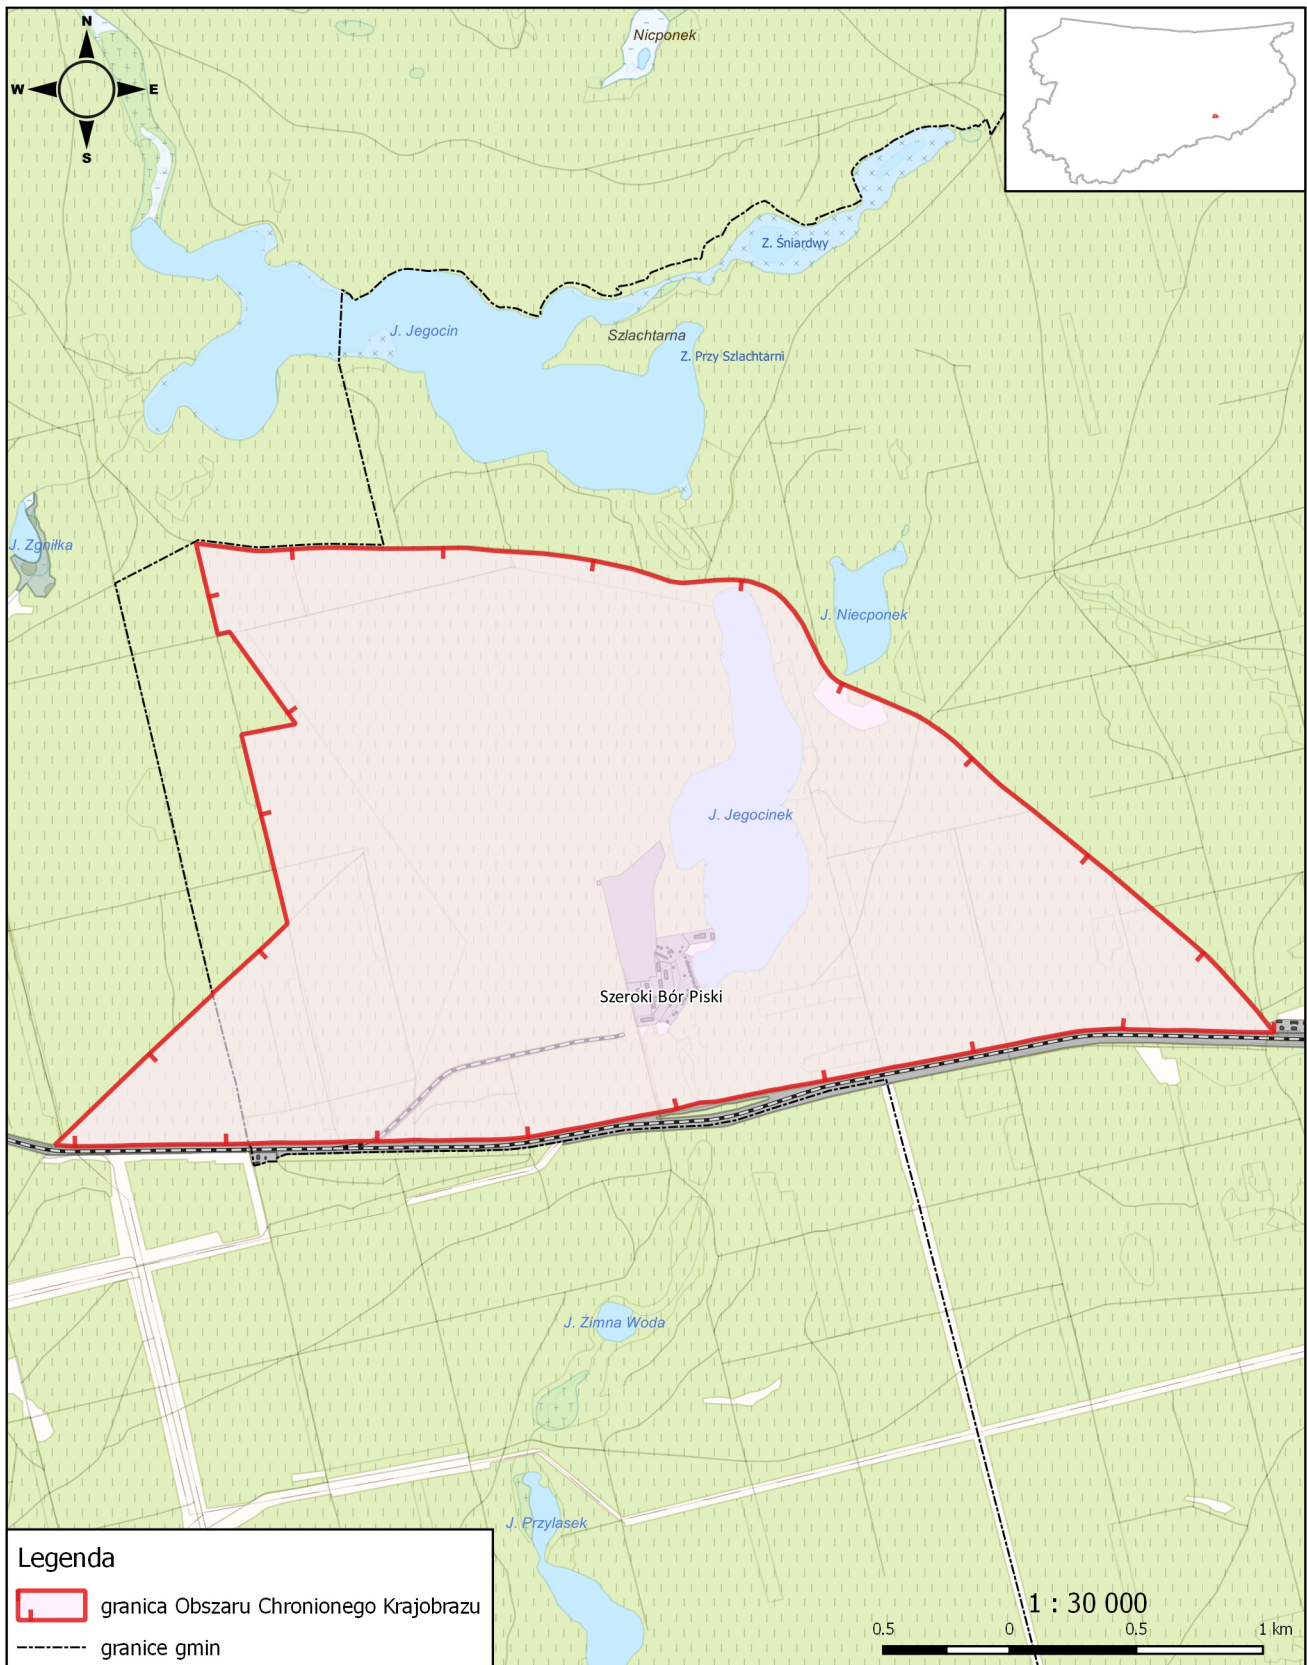 N
Nicponek
W
E
S
Z. Śniardwy
J. Jegocin
Szlachtarna
Z. Przy Szlachtarni
J. Zgniłka
J. Niecponek
J. Jegocinek
Szeroki Bór Piski
J. Zimna Woda
J. Przylasek
Legenda
granica Obszaru Chronionego Krajobrazu
granice gmin
1 : 30 000
0.5 0 0.5 1 km